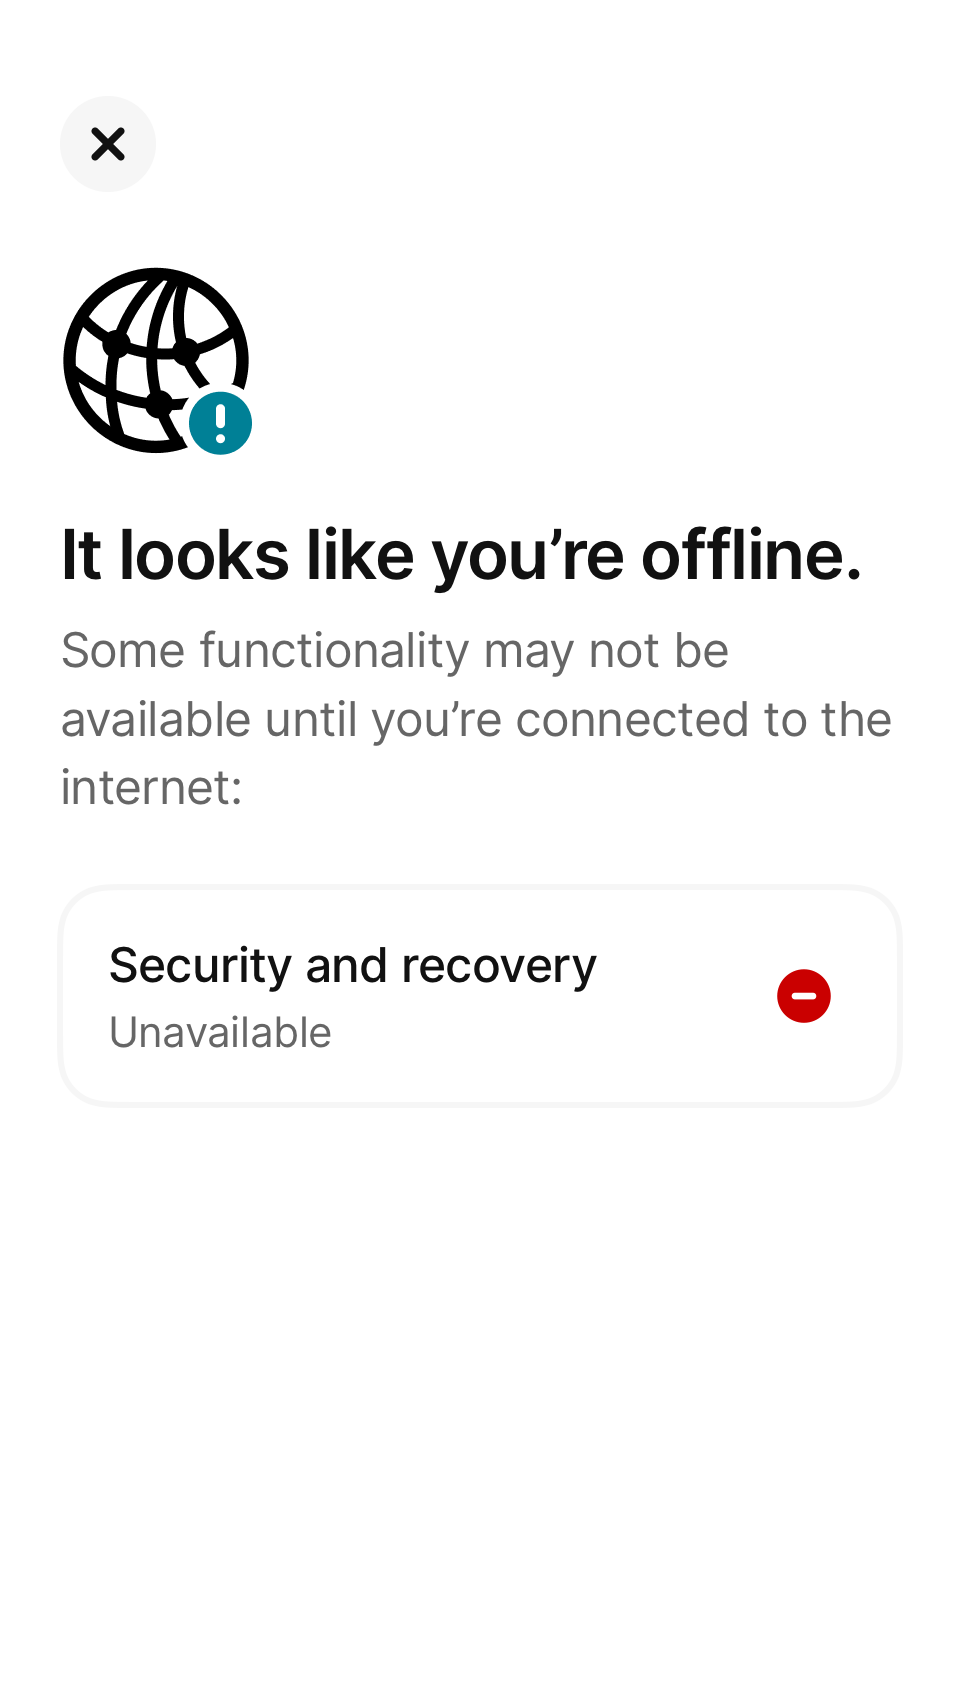 It looks like you’re offline.
Some functionality may not be
available until you’re connected to the
internet:
Security and recovery
Unavailable